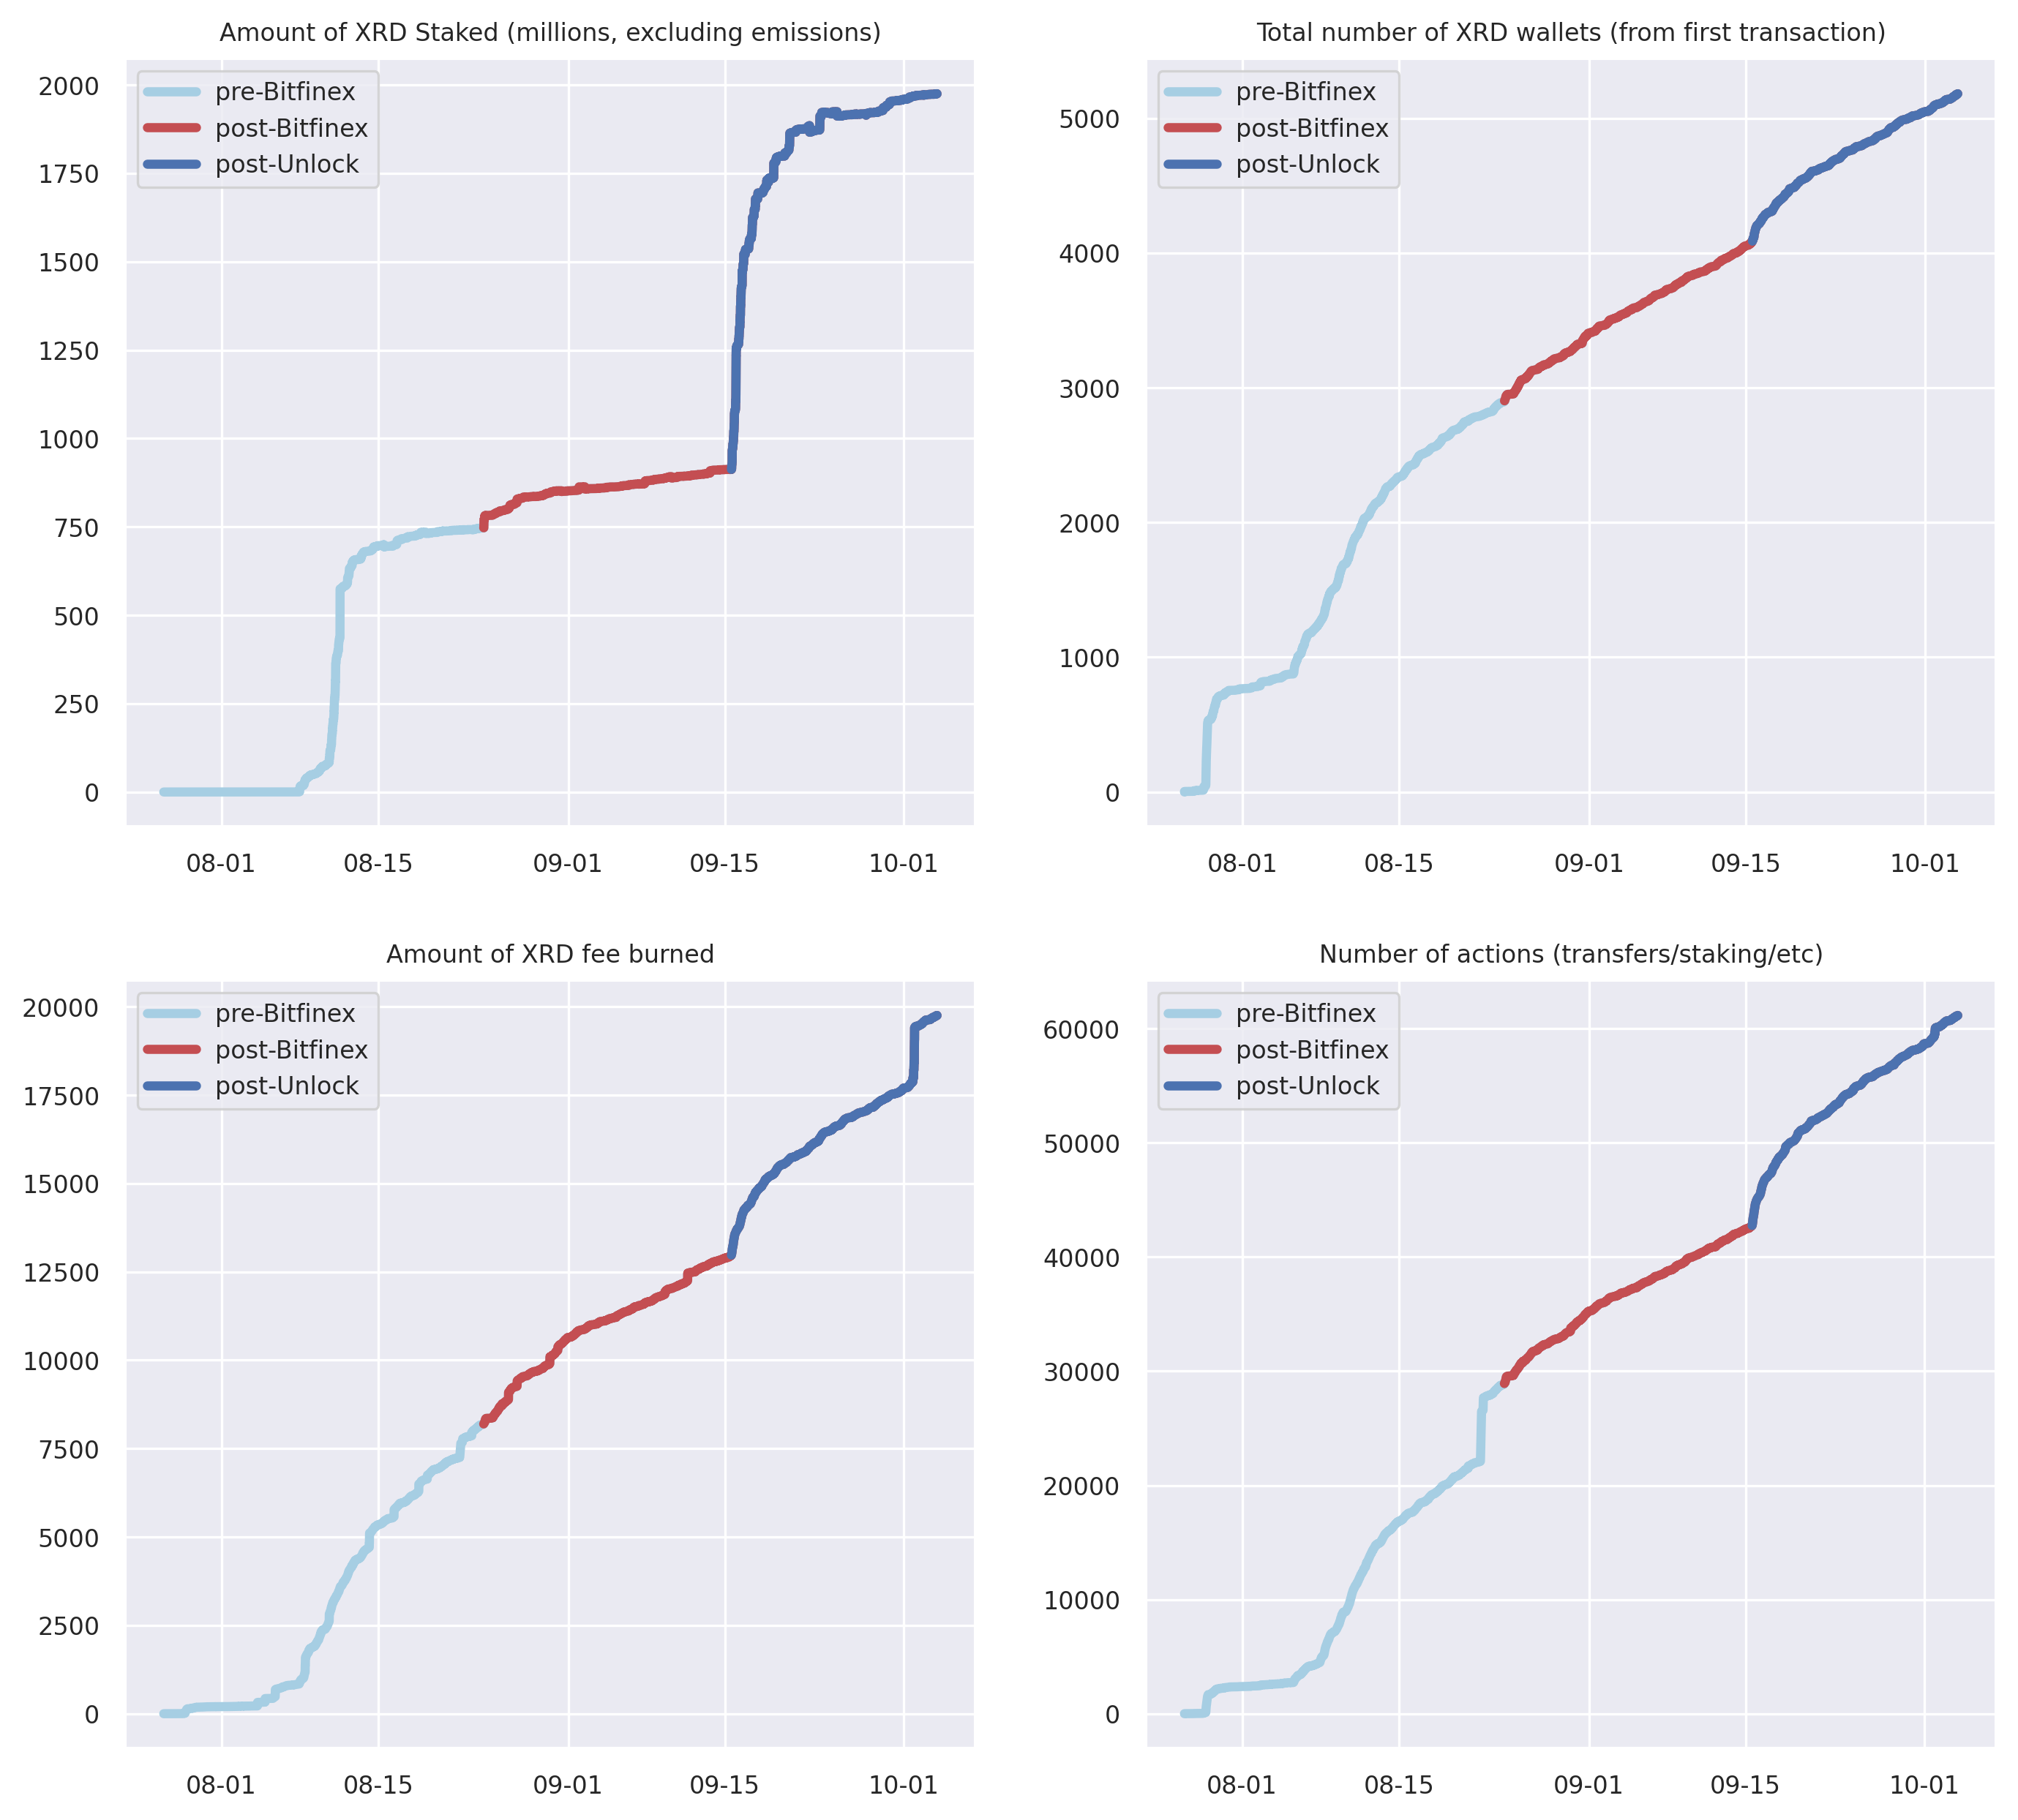 Amount of XRD Staked (millions, excluding emissions)
pre-Bitfinex
post-Bitfinex
post-Unlock
2000
1750
1500
1250
1000
750
500
250
0
08-01 08-15 09-01 09-15 10-01
Total number of XRD wallets (from first transaction)
pre-Bitfinex
post-Bitfinex
post-Unlock
5000
4000
3000
2000
1000
0
08-01 08-15 09-01 09-15 10-01
Amount of XRD fee burned
pre-Bitfinex
post-Bitfinex
post-Unlock
20000
17500
15000
12500
10000
7500
5000
2500
0
08-01 08-15 09-01 09-15 10-01
Number of actions (transfers/staking/etc)
pre-Bitfinex
post-Bitfinex
post-Unlock
60000
50000
40000
30000
20000
10000
0
08-01 08-15 09-01 09-15 10-01